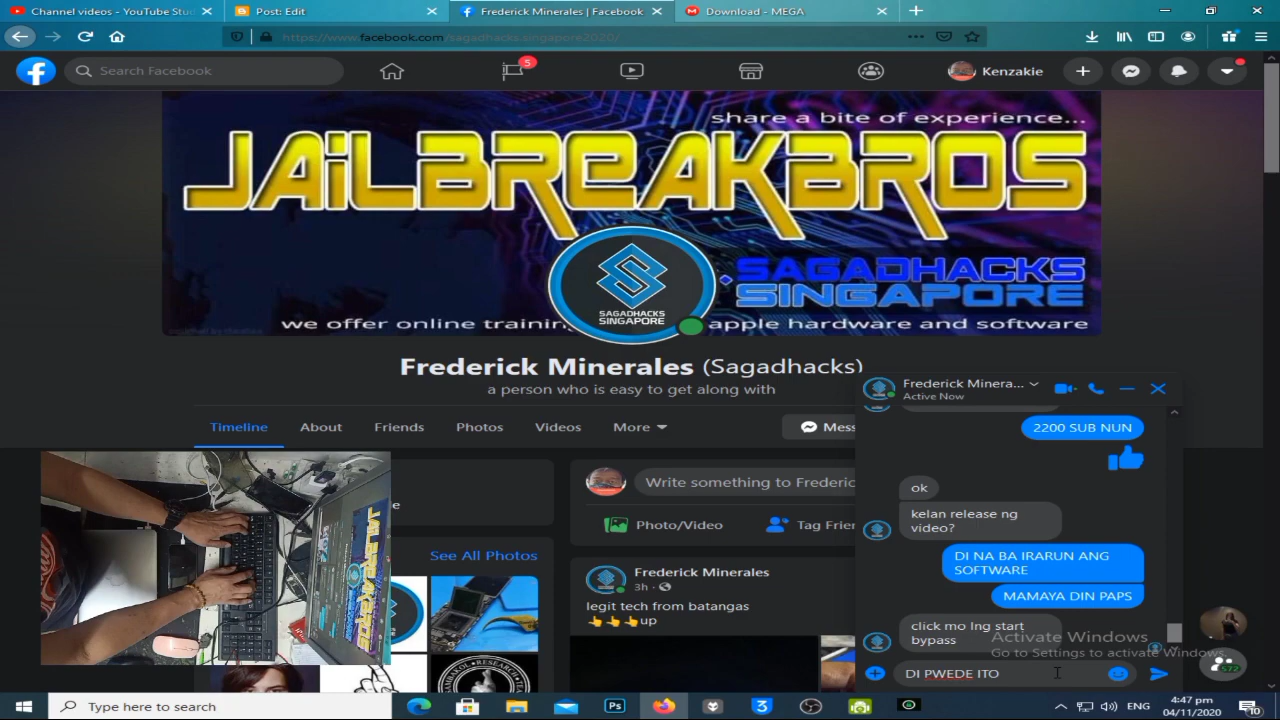 Channel videos - YouTube Stu
Post: Edit
Frederick Minerales | Facebook
Download - MEGA
https://www.facebook.com/sagadhacks.singapore2020/
Search Facebook
5
Kenzakie
share a bite of experience...
JAILBREAKBROS
SAGADHACKS
SINGAPORE
SAGADHACKS
SINGAPORE
we offer online trainin
apple hardware and software
Frederick Minerales (Sagadhacks)
a person who is easy to get along with
Timeline
About
Friends
Photos
Videos
More
Mess
Frederick Minera...
Active Now
2200 SUB NUN
ok
kelan release ng
video?
DI NA BA IRARUN ANG
SOFTWARE
MAMAYA DIN PAPS
click mo lng start
bypass
DI PWEDE ITO
Write something to Frederic
Photo/Video
Tag Frien
e
See All Photos
Frederick Minerales
3h
legit tech from batangas
up
Activate Windows
Go to Settings to activate Windows.
Type here to search
Ps
3
ENG
4:47 pm
04/11/2020
10